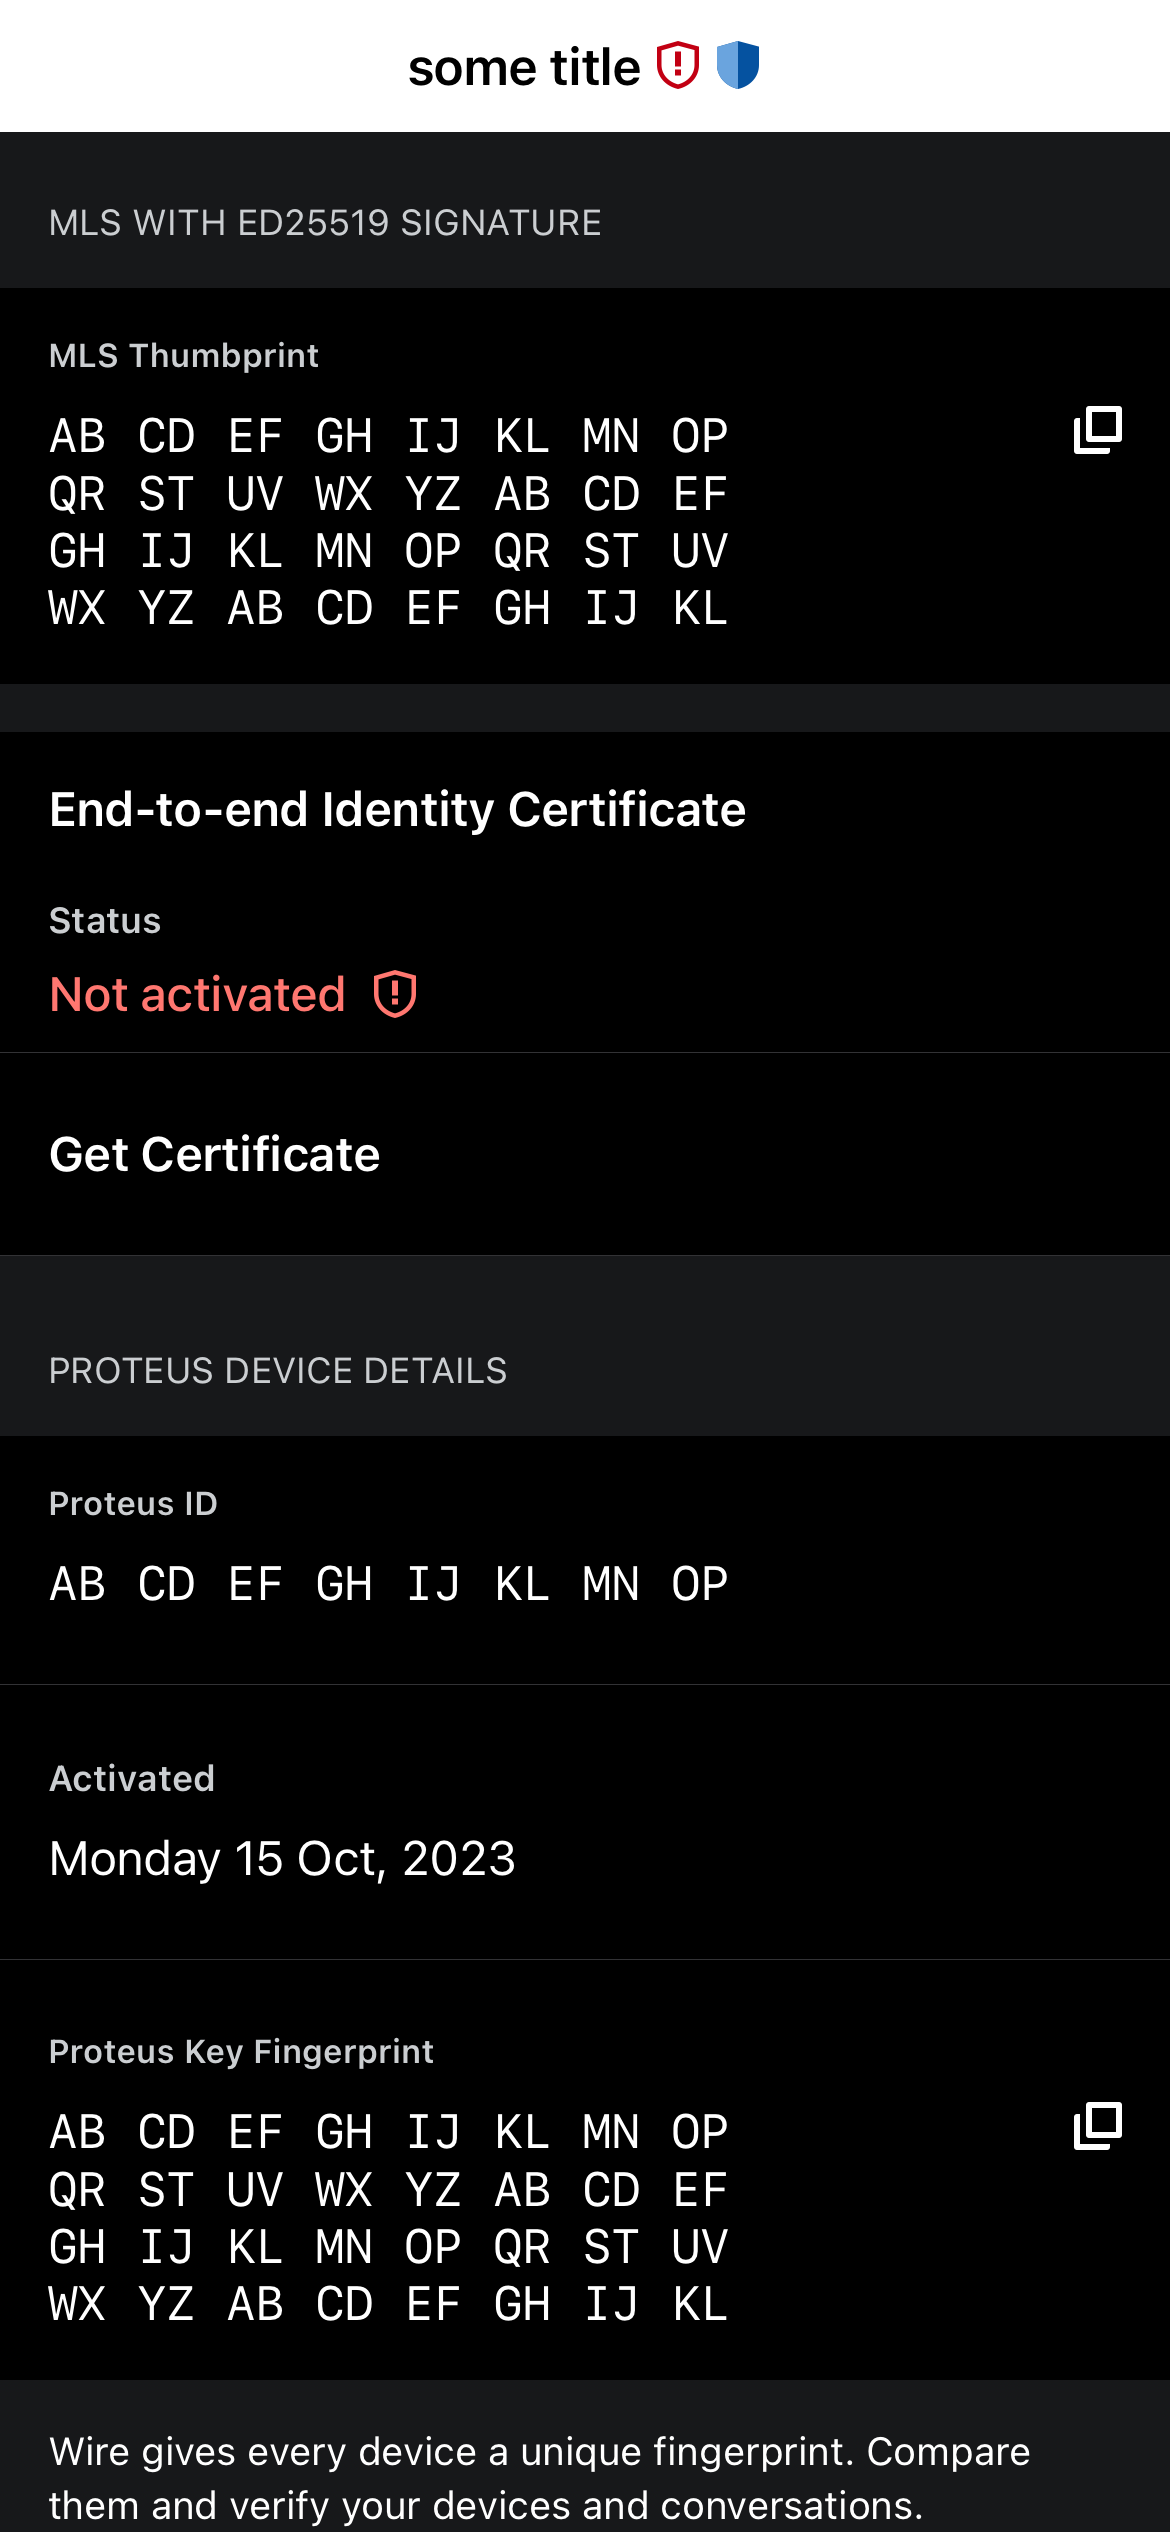 some title
MLS WITH ED25519 SIGNATURE
MLS Thumbprint
AB CD EF GH IJ KL MN OP
QR ST UV WX YZ AB CD EF
GH IJ KL MN OP QR ST UV
WX YZ AB CD EF GH IJ KL
End-to-end Identity Certificate
Status
Not activated
Get Certificate
PROTEUS DEVICE DETAILS
Proteus ID
AB CD EF GH IJ KL MN OP
Activated
Monday 15 Oct, 2023
Proteus Key Fingerprint
AB CD EF GH IJ KL MN OP
QR ST UV WX YZ AB CD EF
GH IJ KL MN OP QR ST UV
WX YZ AB CD EF GH IJ KL
Wire gives every device a unique fingerprint. Compare
them and verify your devices and conversations.